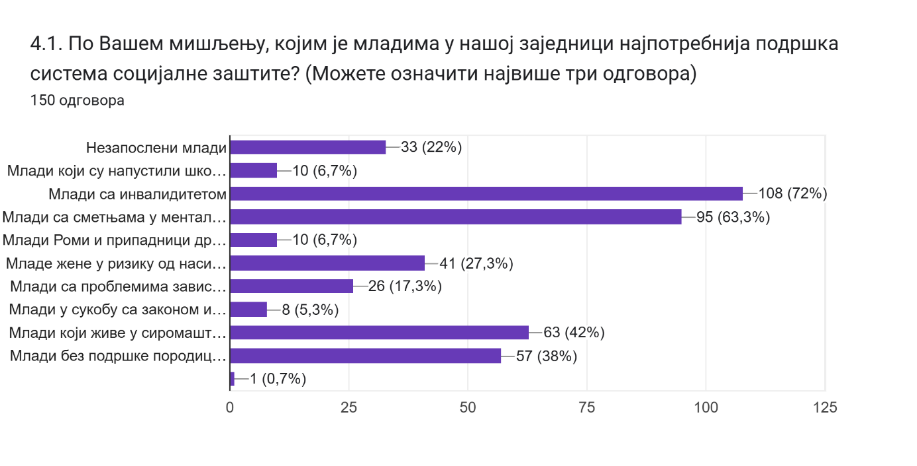 4.1. По Вашем мишљењу, којим је младима у нашој заједници најпотребнија подршка
система социјалне заштите? (Можете означити највише три одговора)
150 одговора
Незапослени млади 33 (22%)
Млади који су напустили шко... 10 (6,7%)
Млади са инвалидитетом 108 (72%)
Млади са сметњама у ментал... 95 (63,3%)
Млади Роми и припадници др... 10 (6,7%)
Младе жене у ризику од наси... 41 (27,3%)
Млади са проблемима завис... 26 (17,3%)
Млади у сукобу са законом и... 8 (5,3%)
Млади који живе у сиромашт... 63 (42%)
Млади без подршке породиц... 57 (38%)
1 (0,7%)
0 25 50 75 100 125